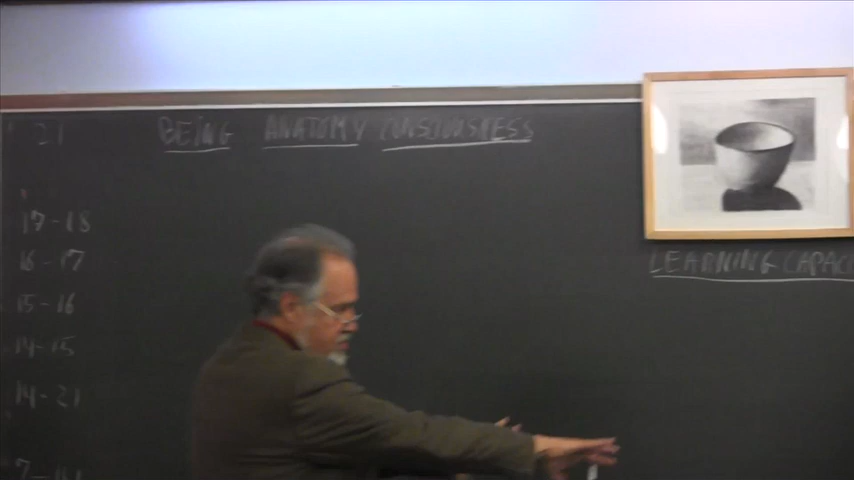 21 BEING ANATOMY CONSCIOUSNESS
17-18
16-17
LEARNING CAPAC
15-16
14-15
14-21